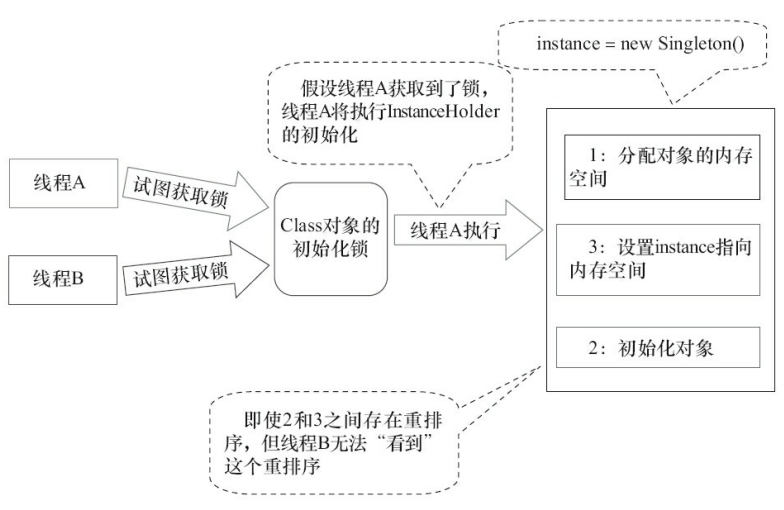 instance = new Singleton()
假设线程A获取到了锁，
线程A将执行InstanceHolder
的初始化
1：分配对象的内存
空间
线程A
试图获取锁
Class对象的
初始化锁
线程A执行
3：设置instance指向
内存空间
线程B
试图获取锁
2：初始化对象
即使2和3之间存在重排
序，但线程B无法“看到”
这个重排序